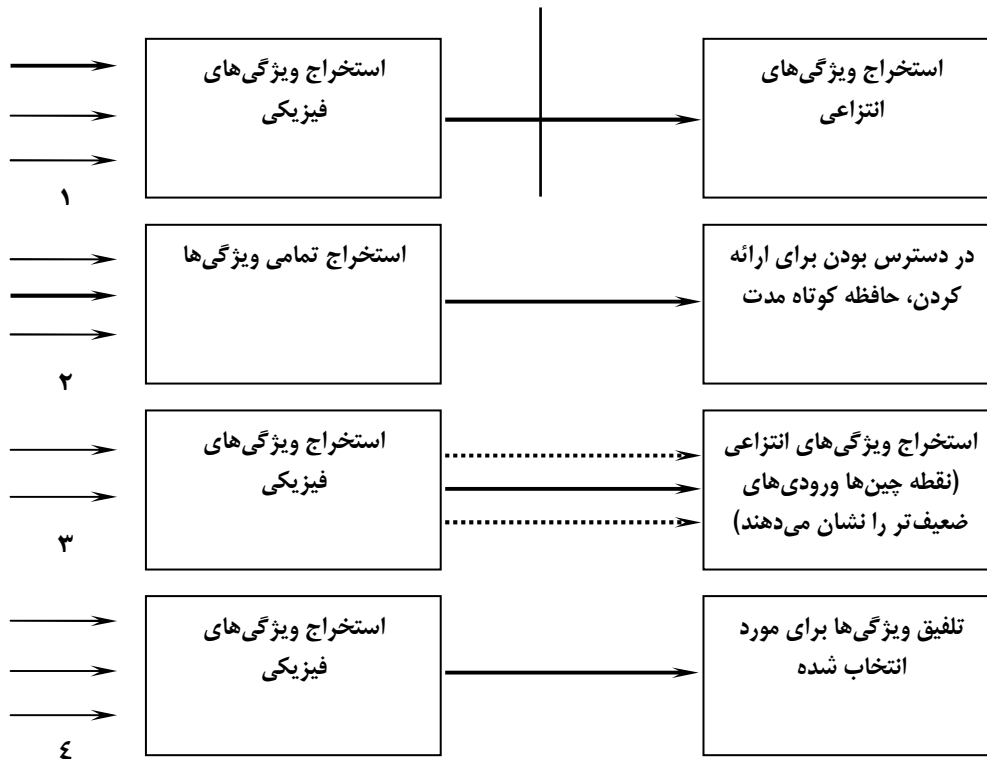 استخراج ویژگی‌های
فیزیکی
استخراج ویژگی‌های
انتزاعی
۱
استخراج تمامی ویژگی‌ها
در دسترس بودن برای ارائه
کردن، حافظه کوتاه مدت
۲
استخراج ویژگی‌های
فیزیکی
استخراج ویژگی‌های انتزاعی
(نقطه چین‌ها ورودی‌های
ضعیف‌تر را نشان می‌دهند)
۳
استخراج ویژگی‌های
فیزیکی
تلفیق ویژگی‌ها برای مورد
انتخاب شده
٤